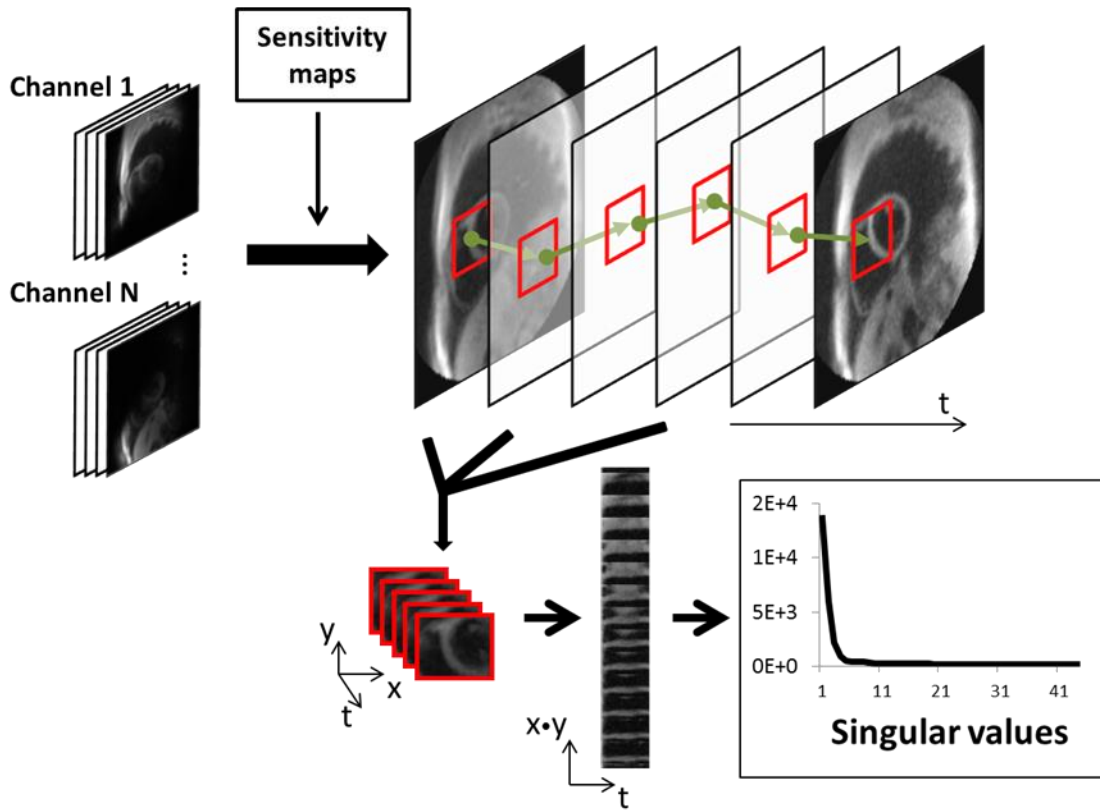 Sensitivity
maps
Channel 1
...
Channel N
t
y
x
t
x•y
t
2E+4
1E+4
5E+3
0E+0
1 11 21 31 41
Singular values